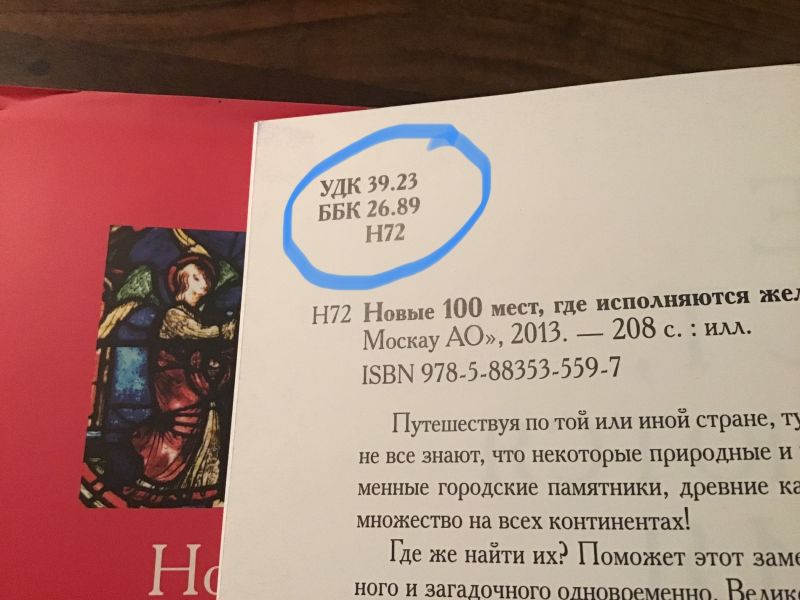 УДК 39.23
ББК 26.89
Н72
Н72 Новые 100 мест, где исполняются
Москау АО», 2013. — 208 с. : илл.
ISBN 978-5-88353-559-7
Путешествуя по той или иной стране,
не все знают, что некоторые природные и
менные городские памятники, древние
множество на всех континентах!
Где же найти их? Поможет этот
ного и загадочного одновременно.
Но